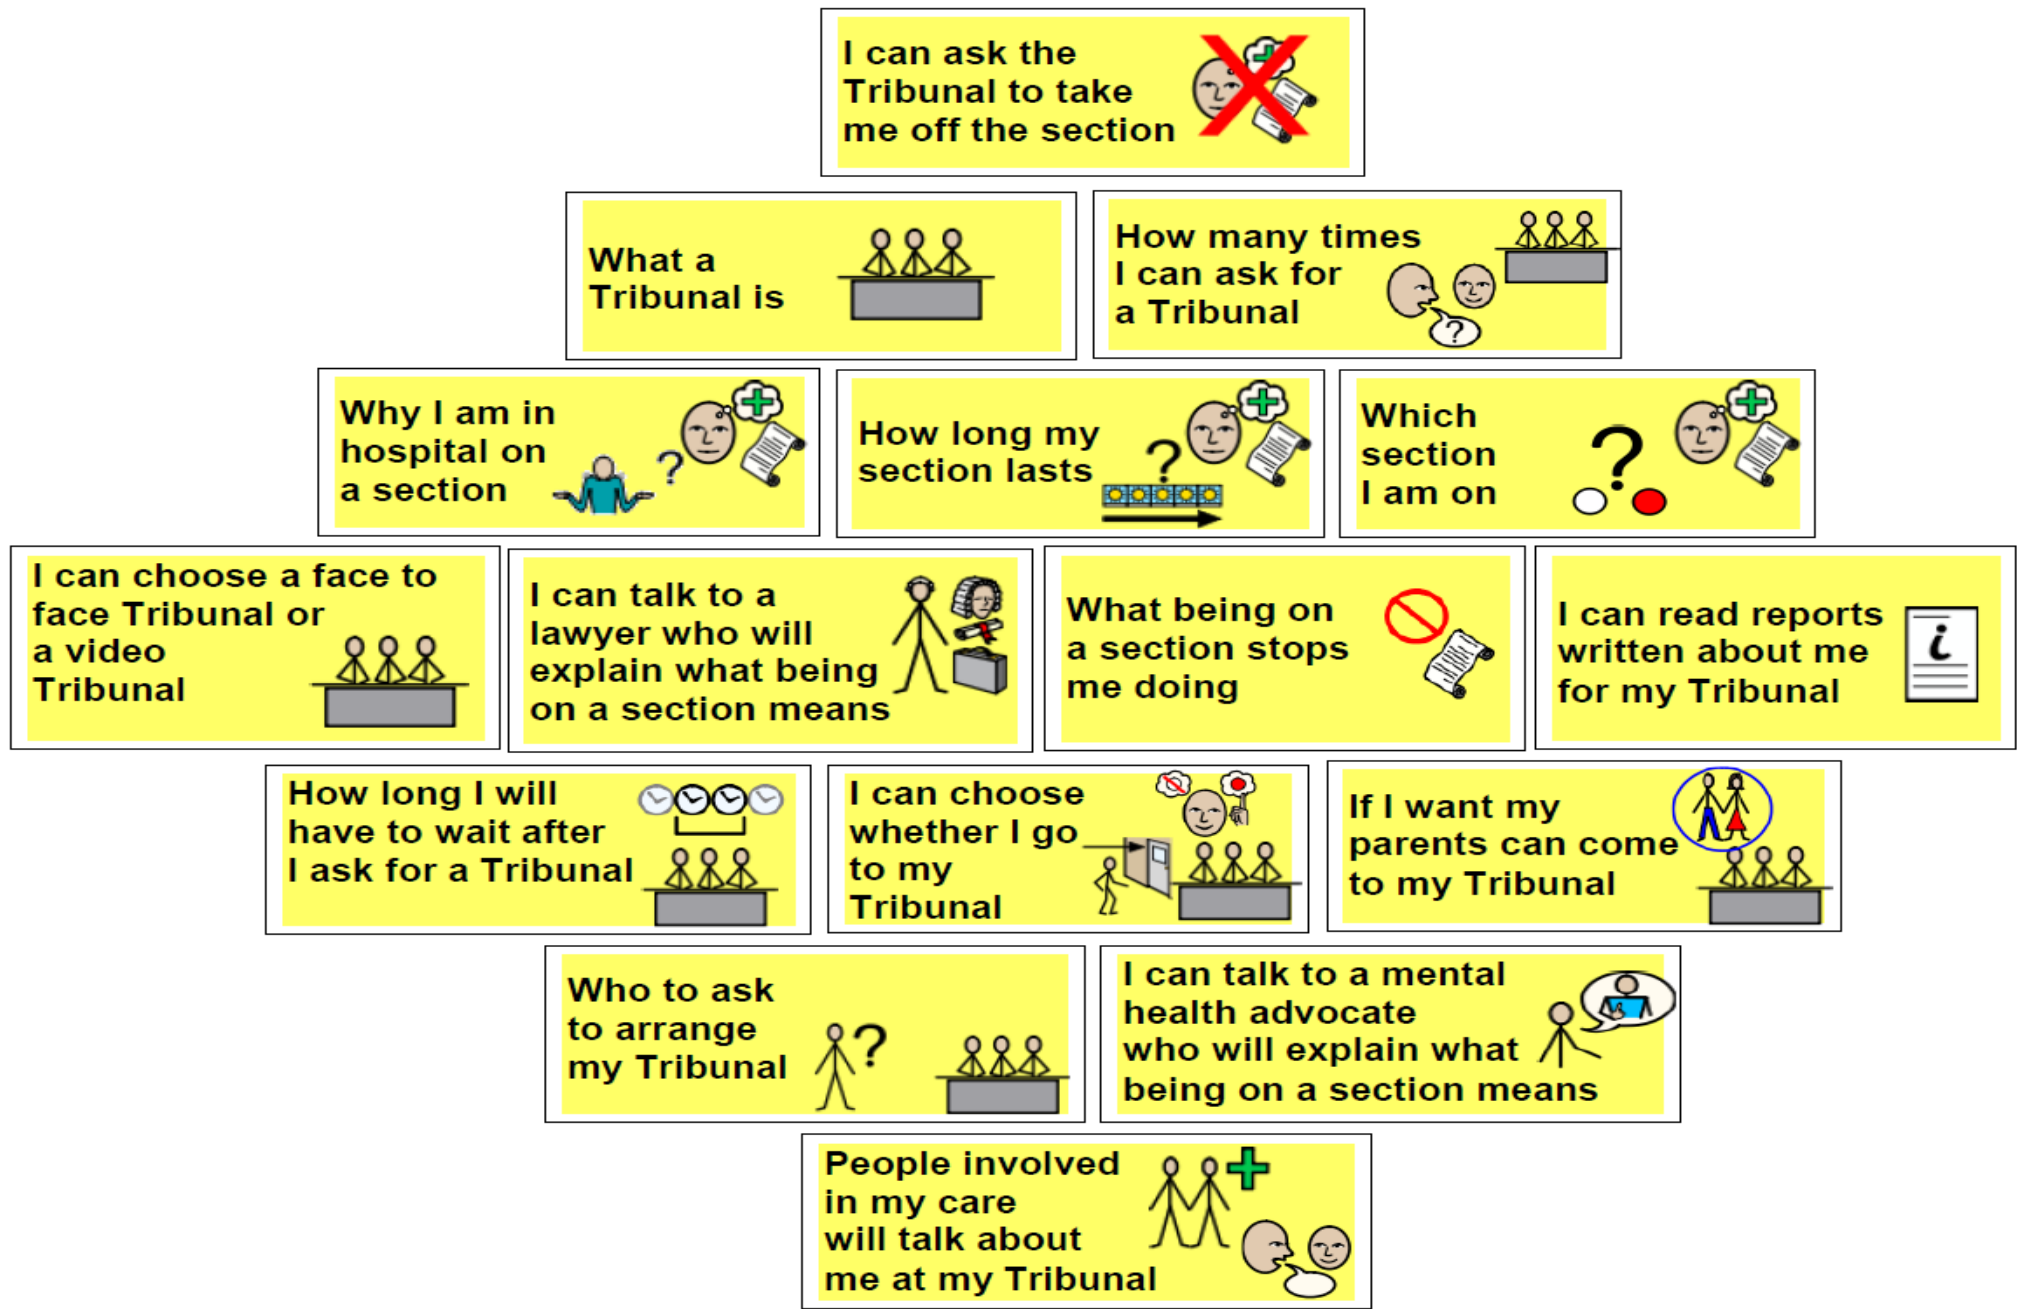 I can ask the
Tribunal to take
me off the section
What a
Tribunal is
How many times
I can ask for
a Tribunal
?
Why I am in
hospital on
a section
?
How long my
section lasts
?
Which
section
I am on
?
I can choose a face to
face Tribunal or
a video
Tribunal
I can talk to a
lawyer who will
explain what being
on a section means
What being on
a section stops
me doing
I can read reports
written about me
for my Tribunal
i
How long I will
have to wait after
I ask for a Tribunal
I can choose
whether I go
to my
Tribunal
If I want my
parents can come
to my Tribunal
Who to ask
to arrange
my Tribunal
?
I can talk to a mental
health advocate
who will explain what
being on a section means
People involved
in my care
will talk about
me at my Tribunal